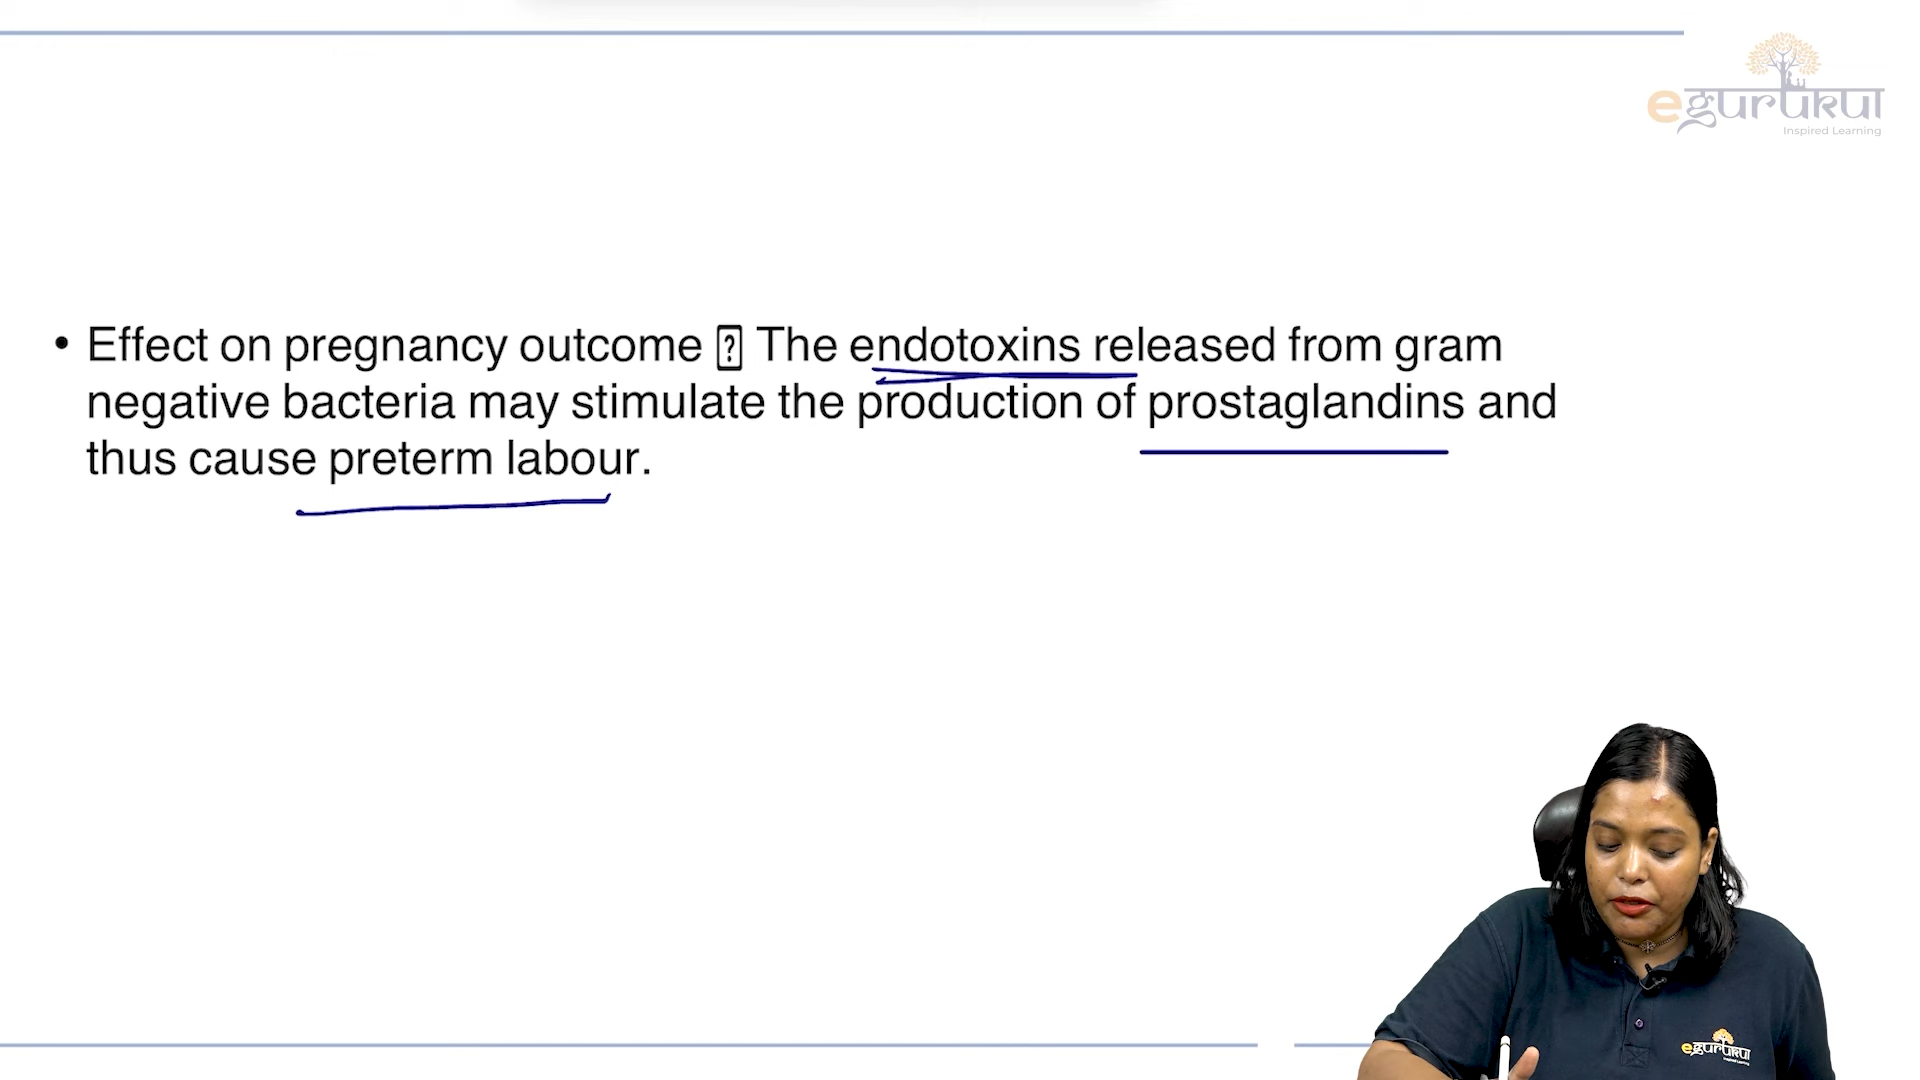 egurukul
Inspired Learning
• Effect on pregnancy outcome ⍰ The endotoxins released from gram
negative bacteria may stimulate the production of prostaglandins and
thus cause preterm labour.
egurukul